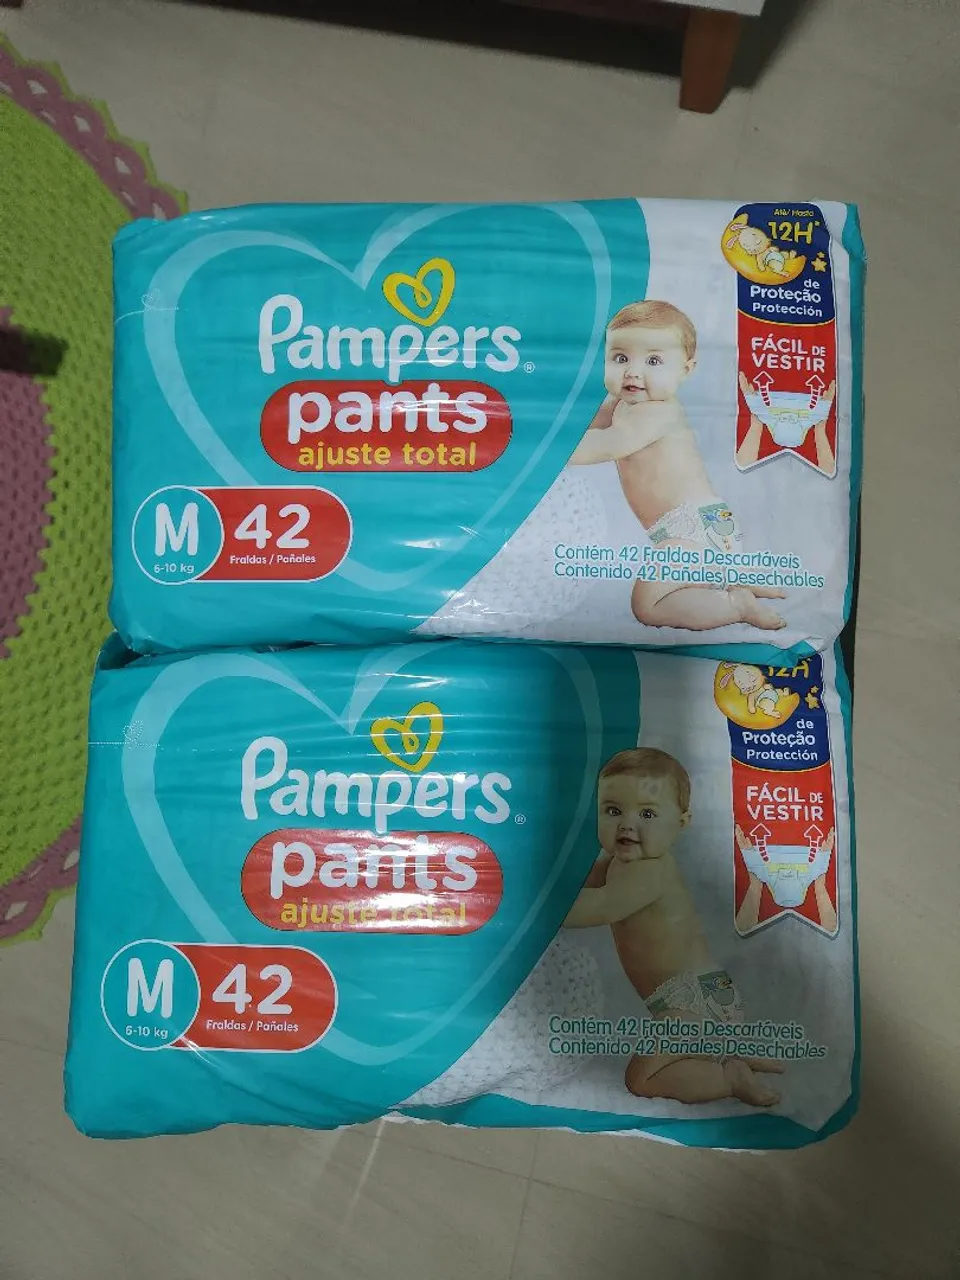 Até/ Hasta
12H*
de
Proteção
Protección
FÁCIL DE
VESTIR
Pampers®
pants
ajuste total
M
6-10 kg
42
Fraldas / Pañales
Contém 42 Fraldas Descartáveis
Contenido 42 Pañales Desechables
12H
de
Proteção
Protección
FÁCIL DE
VESTIR
Pampers®
pants
ajuste total
M
6-10 kg
42
Fraldas / Pañales
Contém 42 Fraldas Descartáveis
Contenido 42 Pañales Desechables